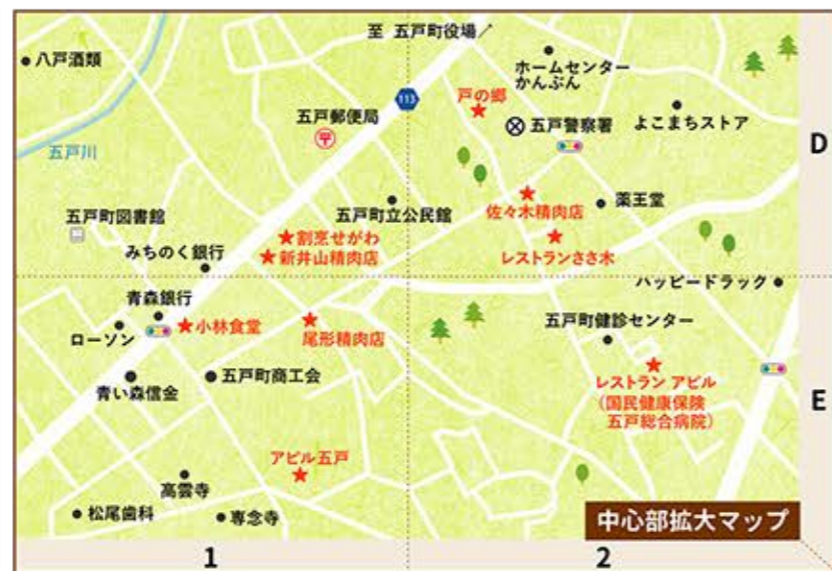 至 五戸町役場
八戸酒類
ホームセンター
かんぶん
113
戸の郷
五戸郵便局
五戸警察署
よこまちストア
D
五戸川
五戸町図書館
五戸町立公民館
佐々木精肉店
薬王堂
割烹せがわ
みちのく銀行
新井山精肉店
レストランささ木
ハッピードラック
青森銀行
小林食堂
ローソン
尾形精肉店
五戸町健診センター
青い森信金
五戸町商工会
レストラン アピル
(国民健康保険
五戸総合病院)
E
アピル五戸
高雲寺
松尾歯科
専念寺
中心部拡大マップ
1
2